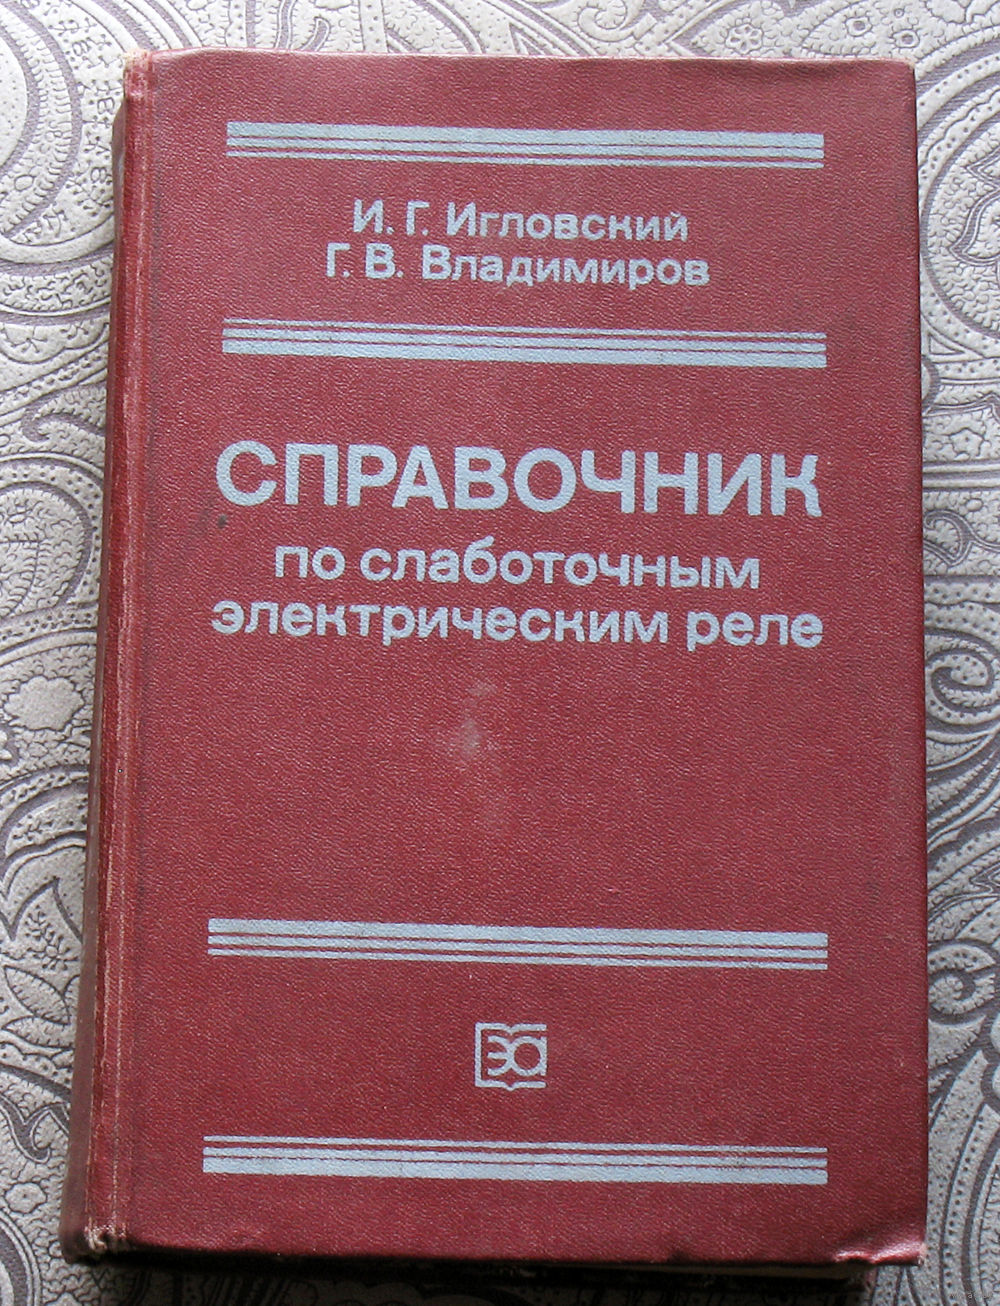 И. Г. Игловский
Г. В. Владимиров
СПРАВОЧНИК
по слаботочным
электрическим реле
эа